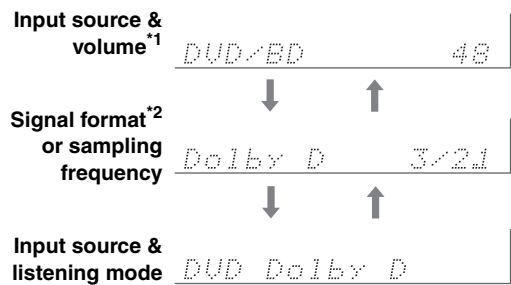 Input source &
volume*1
DVD/BD 48
Signal format*2
or sampling
frequency
Dolby D 3/2.1
Input source &
listening mode
DVD Dolby D